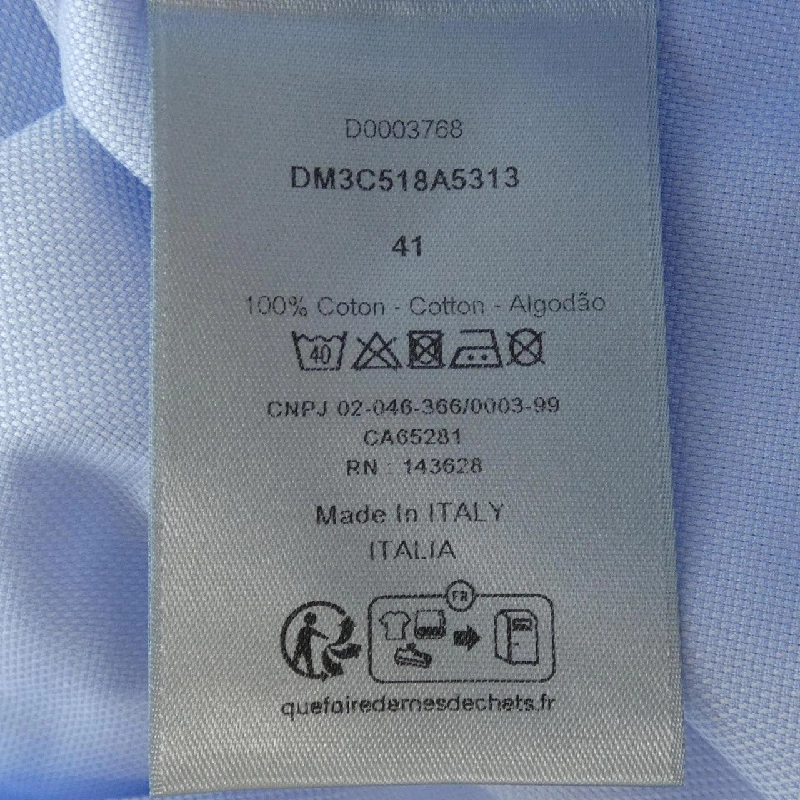 D0003768
DM3C518A5313
41
100% Coton - Cotton - Algodão
40
CNPJ 02-046-366/0003-99
CA65281
RN : 143628
Made In ITALY
ITALIA
FR
quefairedemesdechets.fr